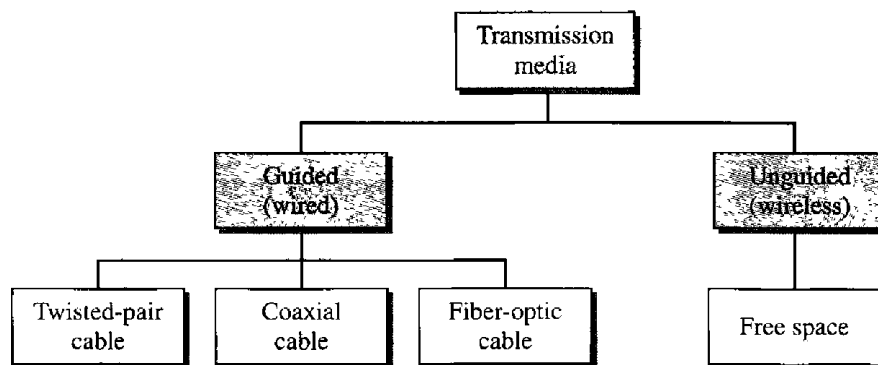 Transmission
media
Guided
(wired)
Unguided
(wireless)
Twisted-pair
cable
Coaxial
cable
Fiber-optic
cable
Free space